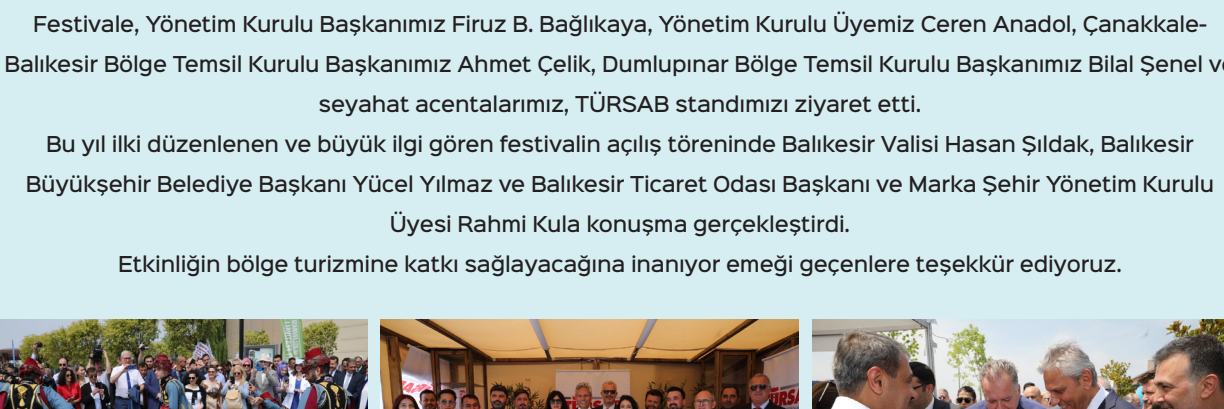 Festivale, Yönetim Kurulu Başkanımız Firuz B. Bağlıkaya, Yönetim Kurulu Üyemiz Ceren Anadol, Çanakkale-
Balıkesir Bölge Temsil Kurulu Başkanımız Ahmet Çelik, Dumlupınar Bölge Temsil Kurulu Başkanımız Bilal Şenel ve
seyahat acentalarımız, TÜRSAB standımızı ziyaret etti.
Bu yıl ilki düzenlenen ve büyük ilgi gören festivalin açılış töreninde Balıkesir Valisi Hasan Şıldak, Balıkesir
Büyükşehir Belediye Başkanı Yücel Yılmaz ve Balıkesir Ticaret Odası Başkanı ve Marka Şehir Yönetim Kurulu
Üyesi Rahmi Kula konuşma gerçekleştirdi.
Etkinliğin bölge turizmine katkı sağlayacağına inanıyor emeği geçenlere teşekkür ediyoruz.